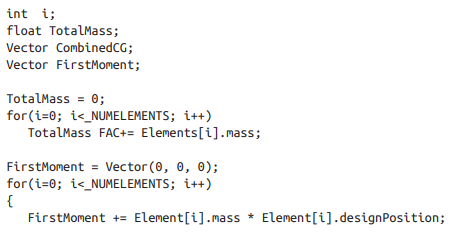 int  i;
float TotalMass;
Vector CombinedCG;
Vector FirstMoment;

TotalMass = 0;
for(i=0; i<_NUMELEMENTS; i++)
   TotalMass FAC+= Elements[i].mass;

FirstMoment = Vector(0, 0, 0);
for(i=0; i<_NUMELEMENTS; i++)
{
   FirstMoment += Element[i].mass * Element[i].designPosition;